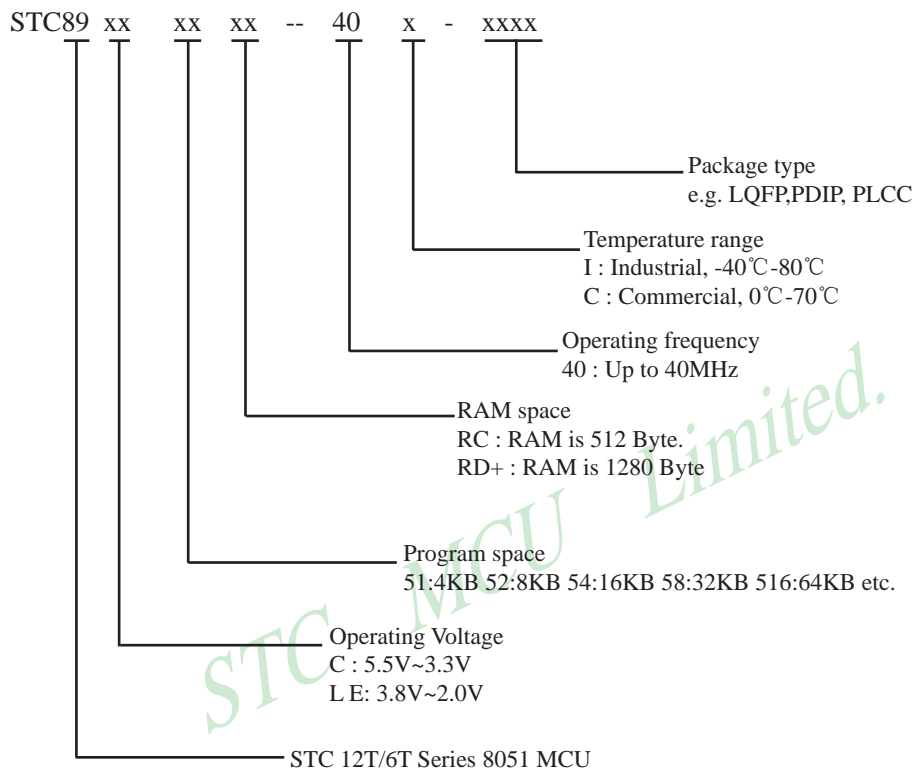 STC89 xx xx xx -- 40 x - xxxx
Package type
e.g. LQFP,PDIP, PLCC
Temperature range
I : Industrial, -40℃-80℃
C : Commercial, 0℃-70℃
Operating frequency
40 : Up to 40MHz
RAM space
RC : RAM is 512 Byte.
RD+ : RAM is 1280 Byte
Program space
51:4KB 52:8KB 54:16KB 58:32KB 516:64KB etc.
Operating Voltage
C : 5.5V~3.3V
L E: 3.8V~2.0V
STC 12T/6T Series 8051 MCU
STC MCU Limited.